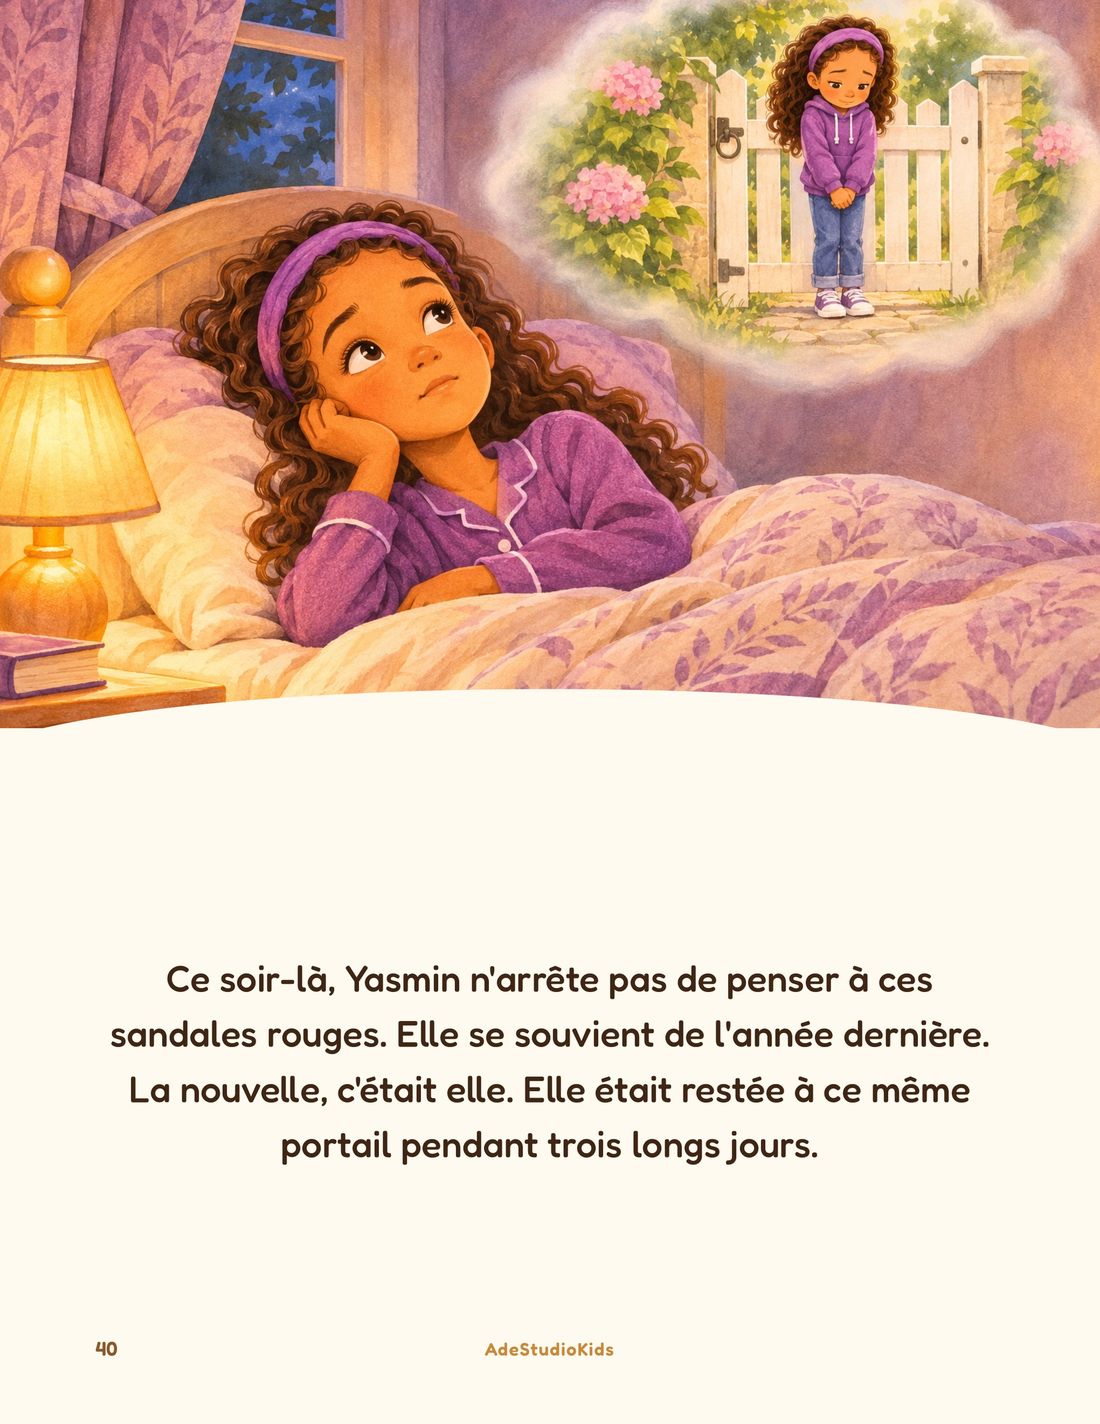 Ce soir-là, Yasmin n'arrête pas de penser à ces
sandales rouges. Elle se souvient de l'année dernière.
La nouvelle, c'était elle. Elle était restée à ce même
portail pendant trois longs jours.
40
AdeStudioKids